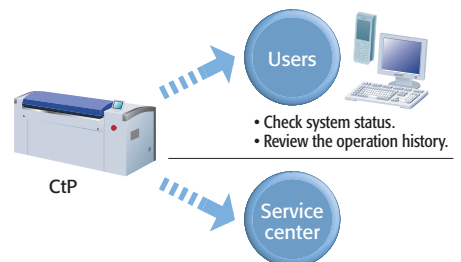 Users
• Check system status.
• Review the operation history.
CtP
Service
center